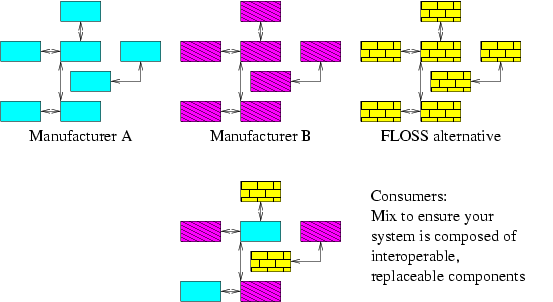 Manufacturer A
Manufacturer B
FLOSS alternative
Consumers:
Mix to ensure your
system is composed of
interoperable,
replaceable components